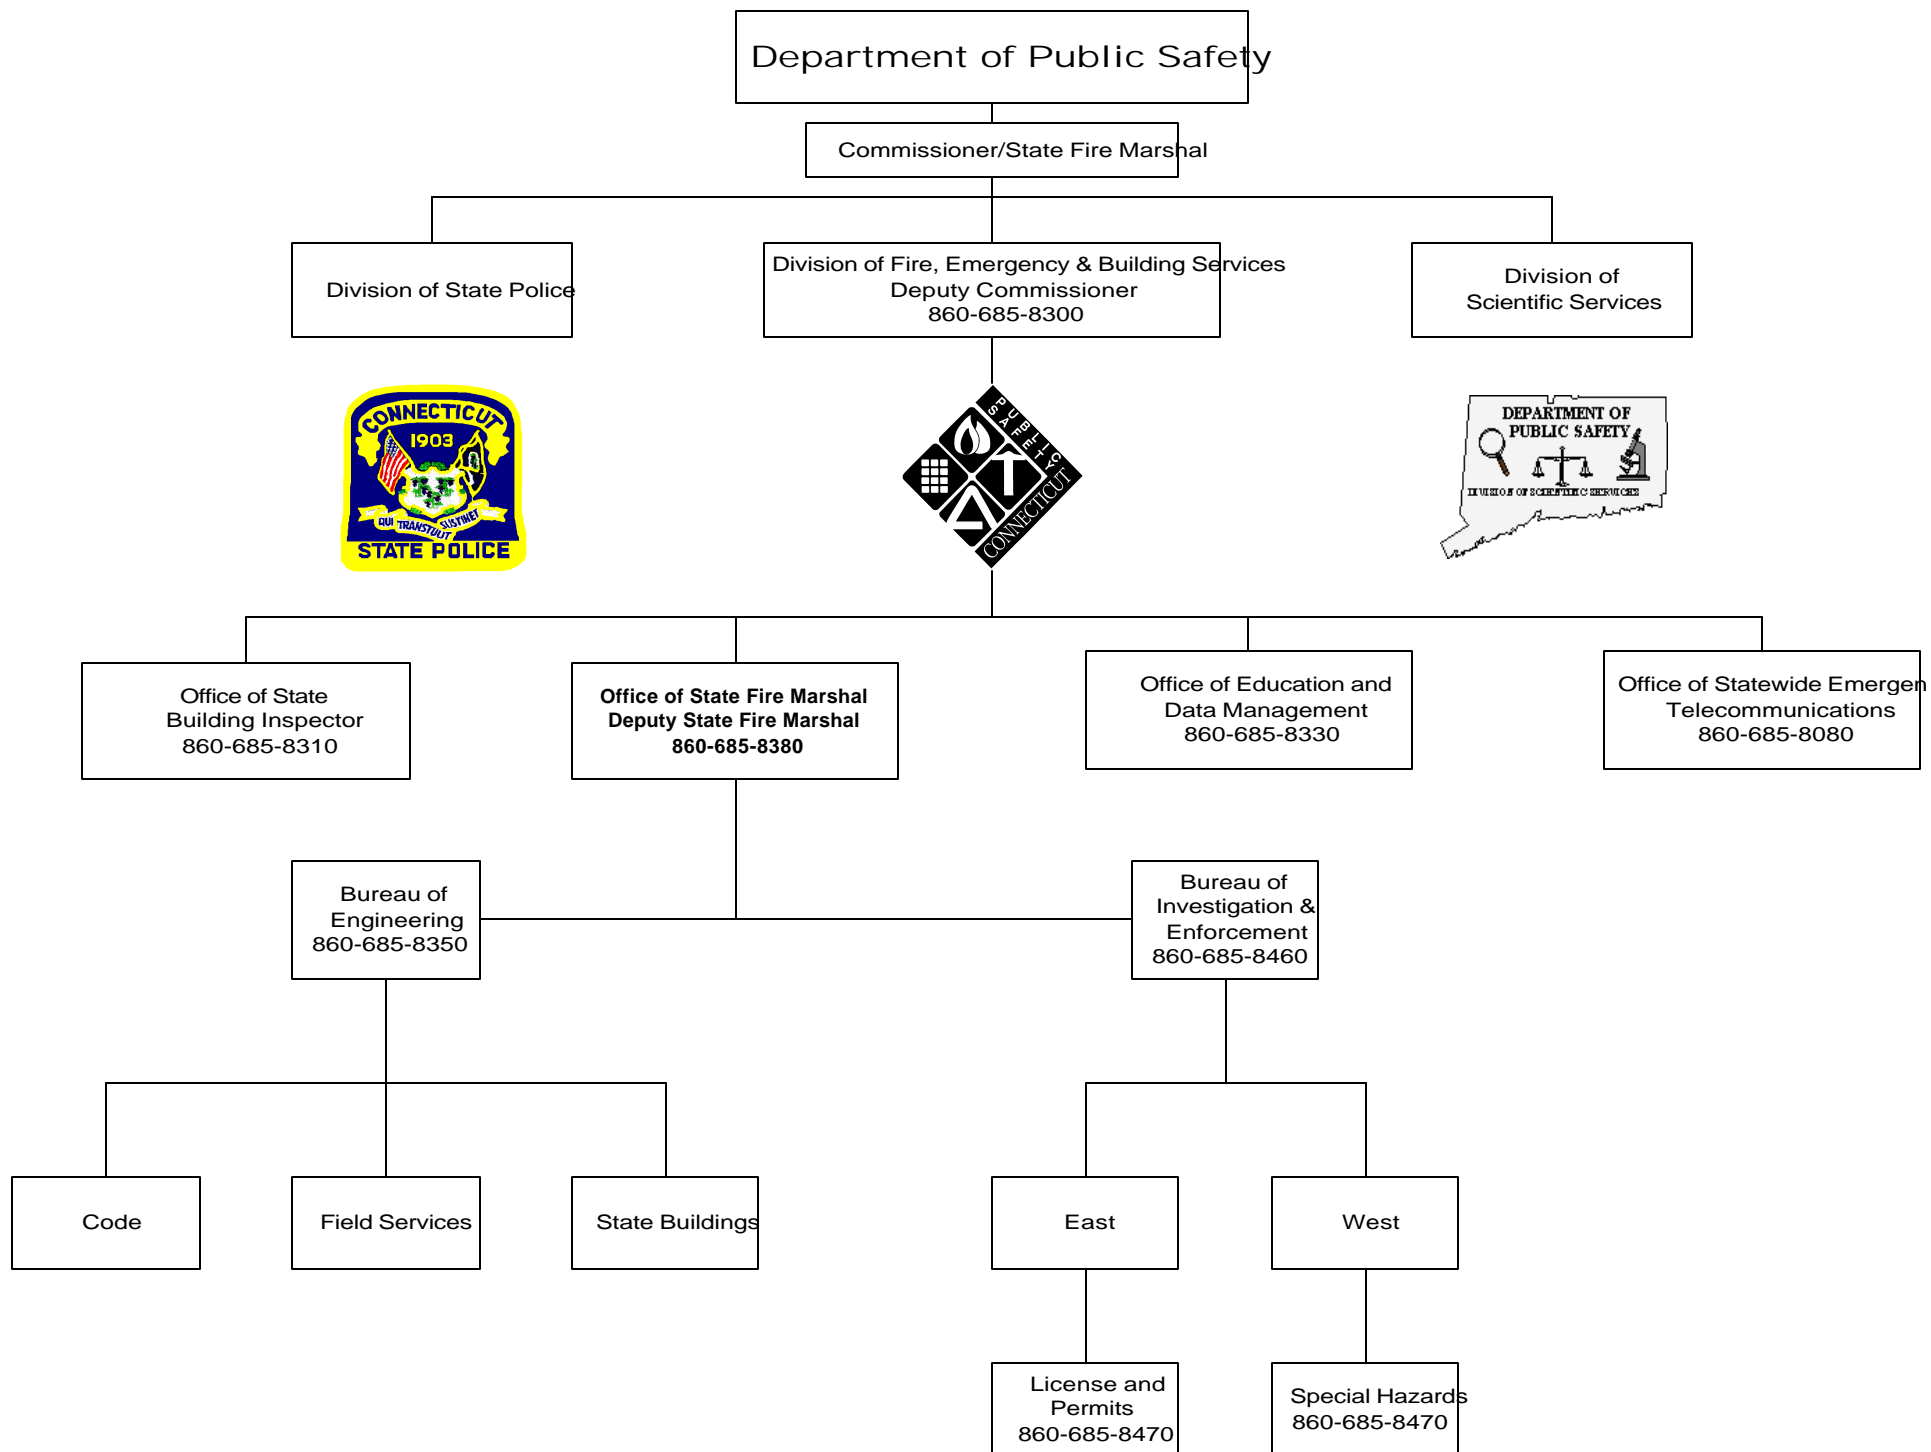 Department of Public Safety
Commissioner/State Fire Marshal
Division of State Police
Division of Fire, Emergency & Building Services
Deputy Commissioner
860-685-8300
Division of
Scientific Services
CONNECTICUT
1903
QUI TRANSTULIT SUSTINET
STATE POLICE
PUBLIC
SAFETY
CONNECTICUT
DEPARTMENT OF
PUBLIC SAFETY
DIVISION OF SCIENTIFIC SERVICES
Office of State
Building Inspector
860-685-8310
Office of State Fire Marshal
Deputy State Fire Marshal
860-685-8380
Office of Education and
Data Management
860-685-8330
Office of Statewide Emergen
Telecommunications
860-685-8080
Bureau of
Engineering
860-685-8350
Bureau of
Investigation &
Enforcement
860-685-8460
Code
Field Services
State Buildings
East
West
License and
Permits
860-685-8470
Special Hazards
860-685-8470